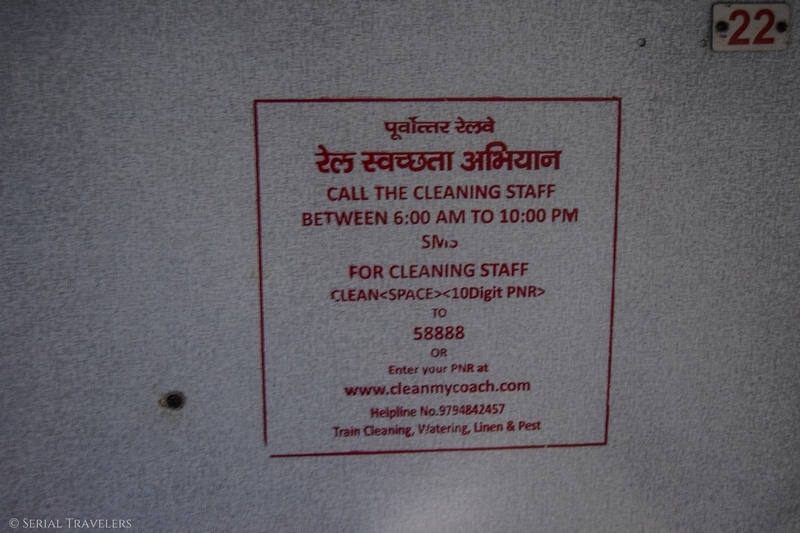 22
पूर्वोत्तर रेलवे
रेल स्वच्छता अभियान
CALL THE CLEANING STAFF
BETWEEN 6:00 AM TO 10:00 PM
SMS
FOR CLEANING STAFF
CLEAN<SPACE><10Digit PNR>
TO
58888
OR
Enter your PNR at
www.cleanmycoach.com
Helpline No.9794842457
Train Cleaning, Watering, Linen & Pest
© SERIAL TRAVELERS